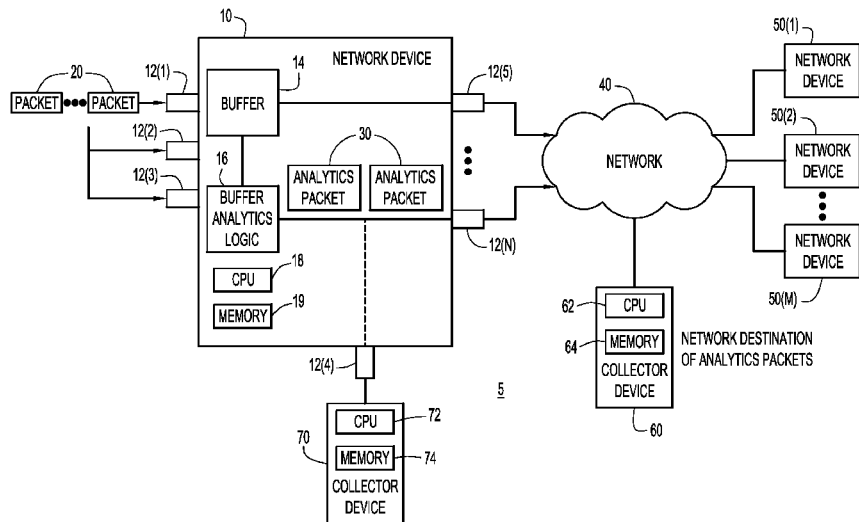 10
NETWORK DEVICE
20
PACKET
PACKET
12(1)
12(2)
12(3)
14
BUFFER
16
BUFFER
ANALYTICS
LOGIC
30
ANALYTICS
PACKET
ANALYTICS
PACKET
18
CPU
19
MEMORY
12(5)
12(N)
12(4)
40
NETWORK
50(1)
NETWORK
DEVICE
50(2)
NETWORK
DEVICE
NETWORK
DEVICE
50(M)
62
CPU
64
MEMORY
COLLECTOR
DEVICE
60
NETWORK DESTINATION
OF ANALYTICS PACKETS
5
70
CPU
72
MEMORY
74
COLLECTOR
DEVICE